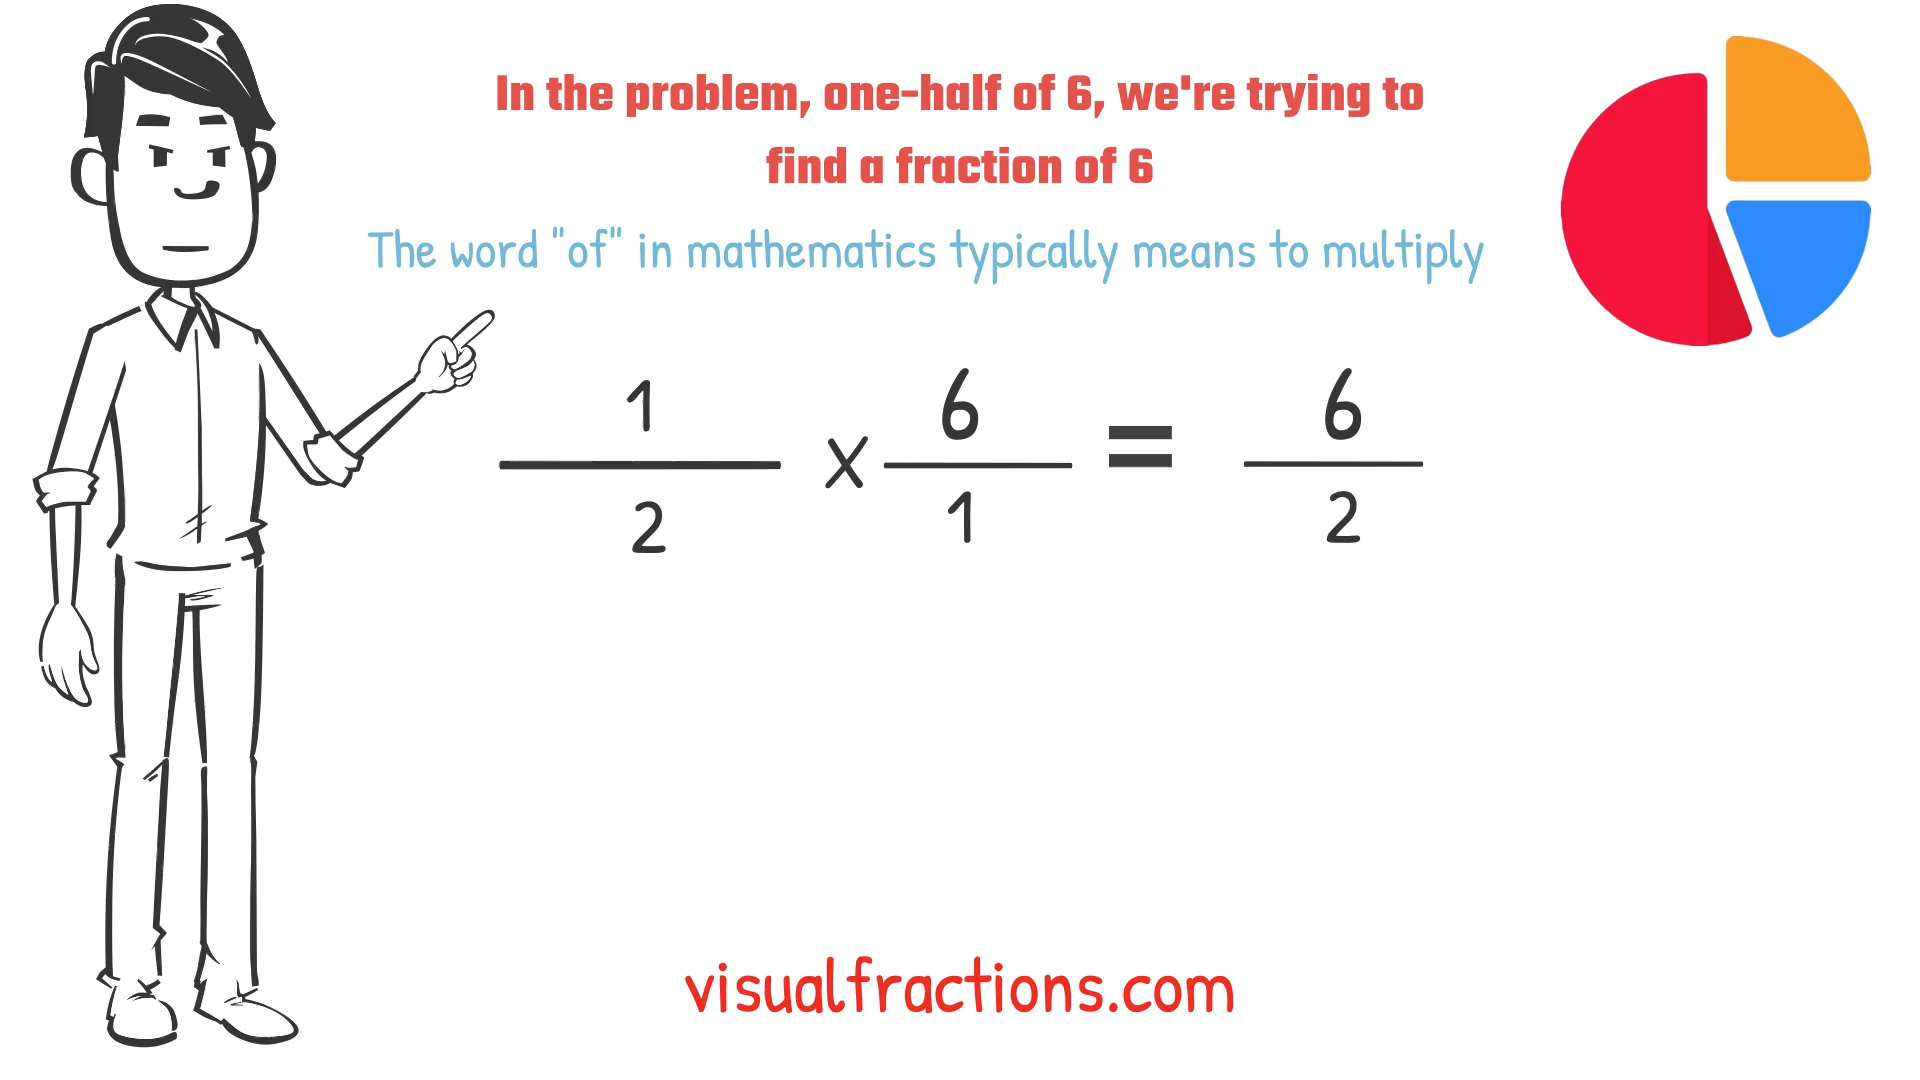 In the problem, one-half of 6, we're trying to
find a fraction of 6
The word "of" in mathematics typically means to multiply
1 6 6
x =
2 1 2
visualfractions.com